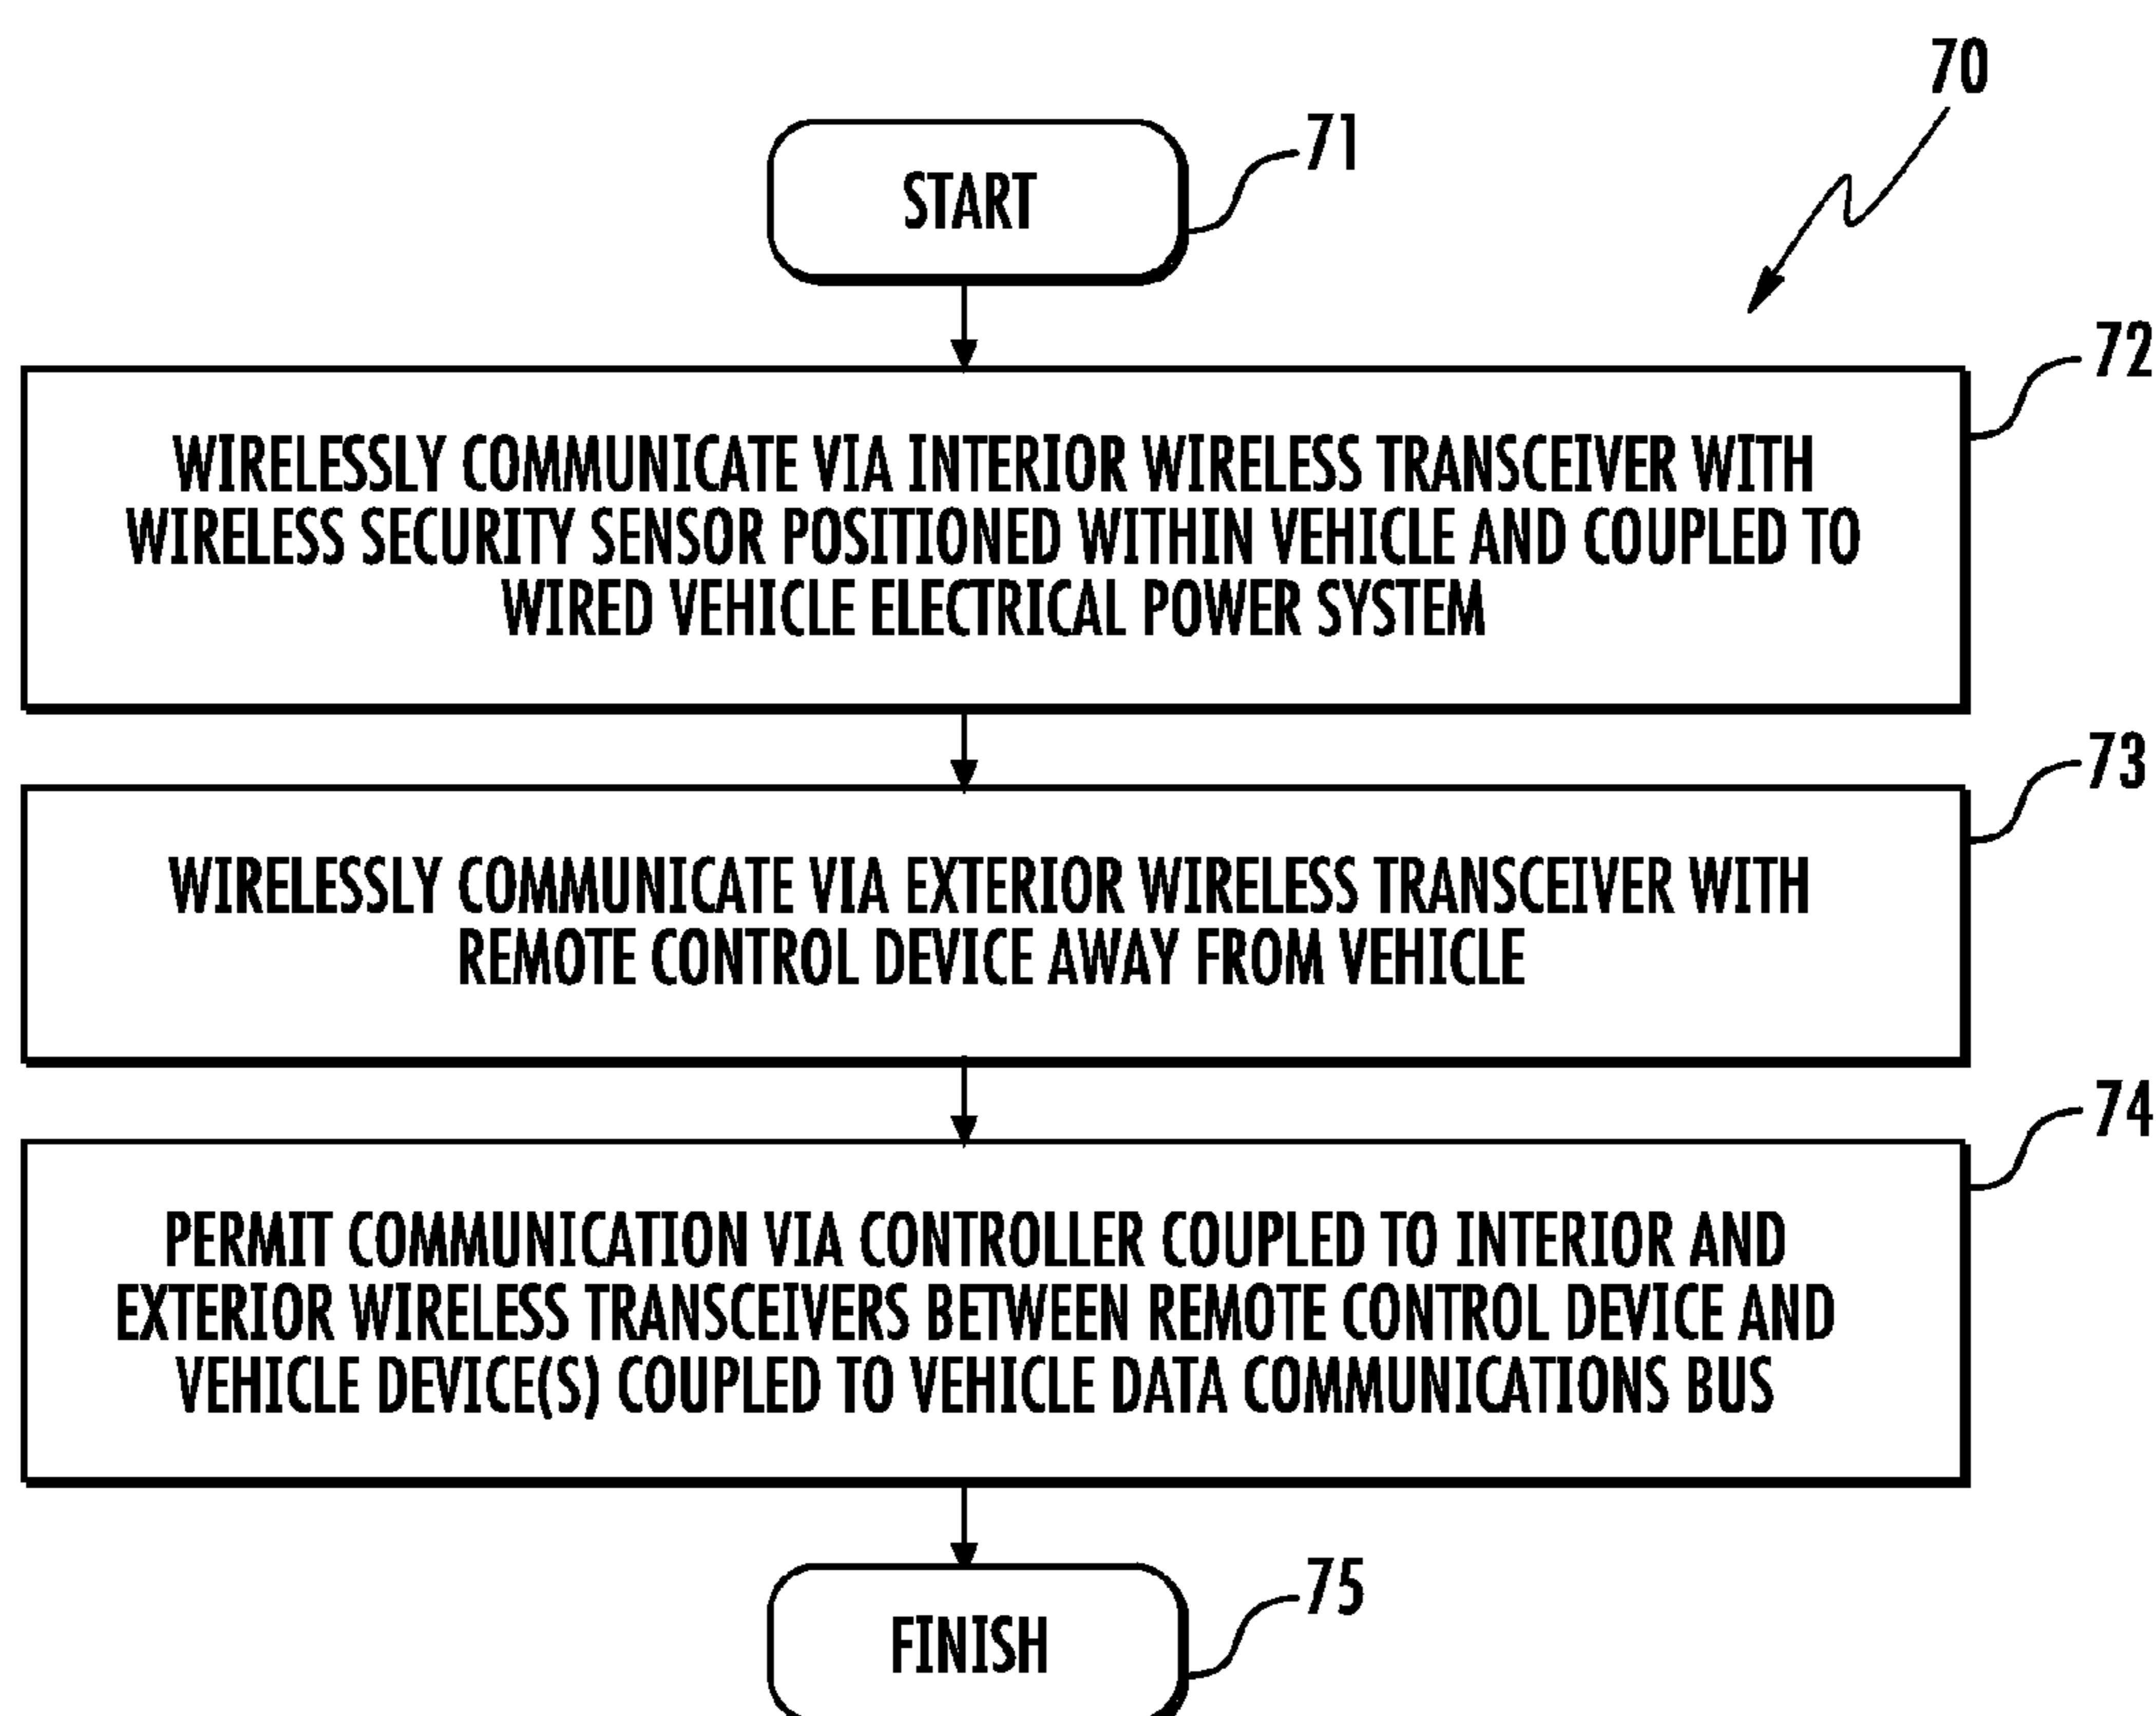 70
START
71
72
WIRELESSLY COMMUNICATE VIA INTERIOR WIRELESS TRANSCEIVER WITH
WIRELESS SECURITY SENSOR POSITIONED WITHIN VEHICLE AND COUPLED TO
WIRED VEHICLE ELECTRICAL POWER SYSTEM
73
WIRELESSLY COMMUNICATE VIA EXTERIOR WIRELESS TRANSCEIVER WITH
REMOTE CONTROL DEVICE AWAY FROM VEHICLE
74
PERMIT COMMUNICATION VIA CONTROLLER COUPLED TO INTERIOR AND
EXTERIOR WIRELESS TRANSCEIVERS BETWEEN REMOTE CONTROL DEVICE AND
VEHICLE DEVICE(S) COUPLED TO VEHICLE DATA COMMUNICATIONS BUS
75
FINISH